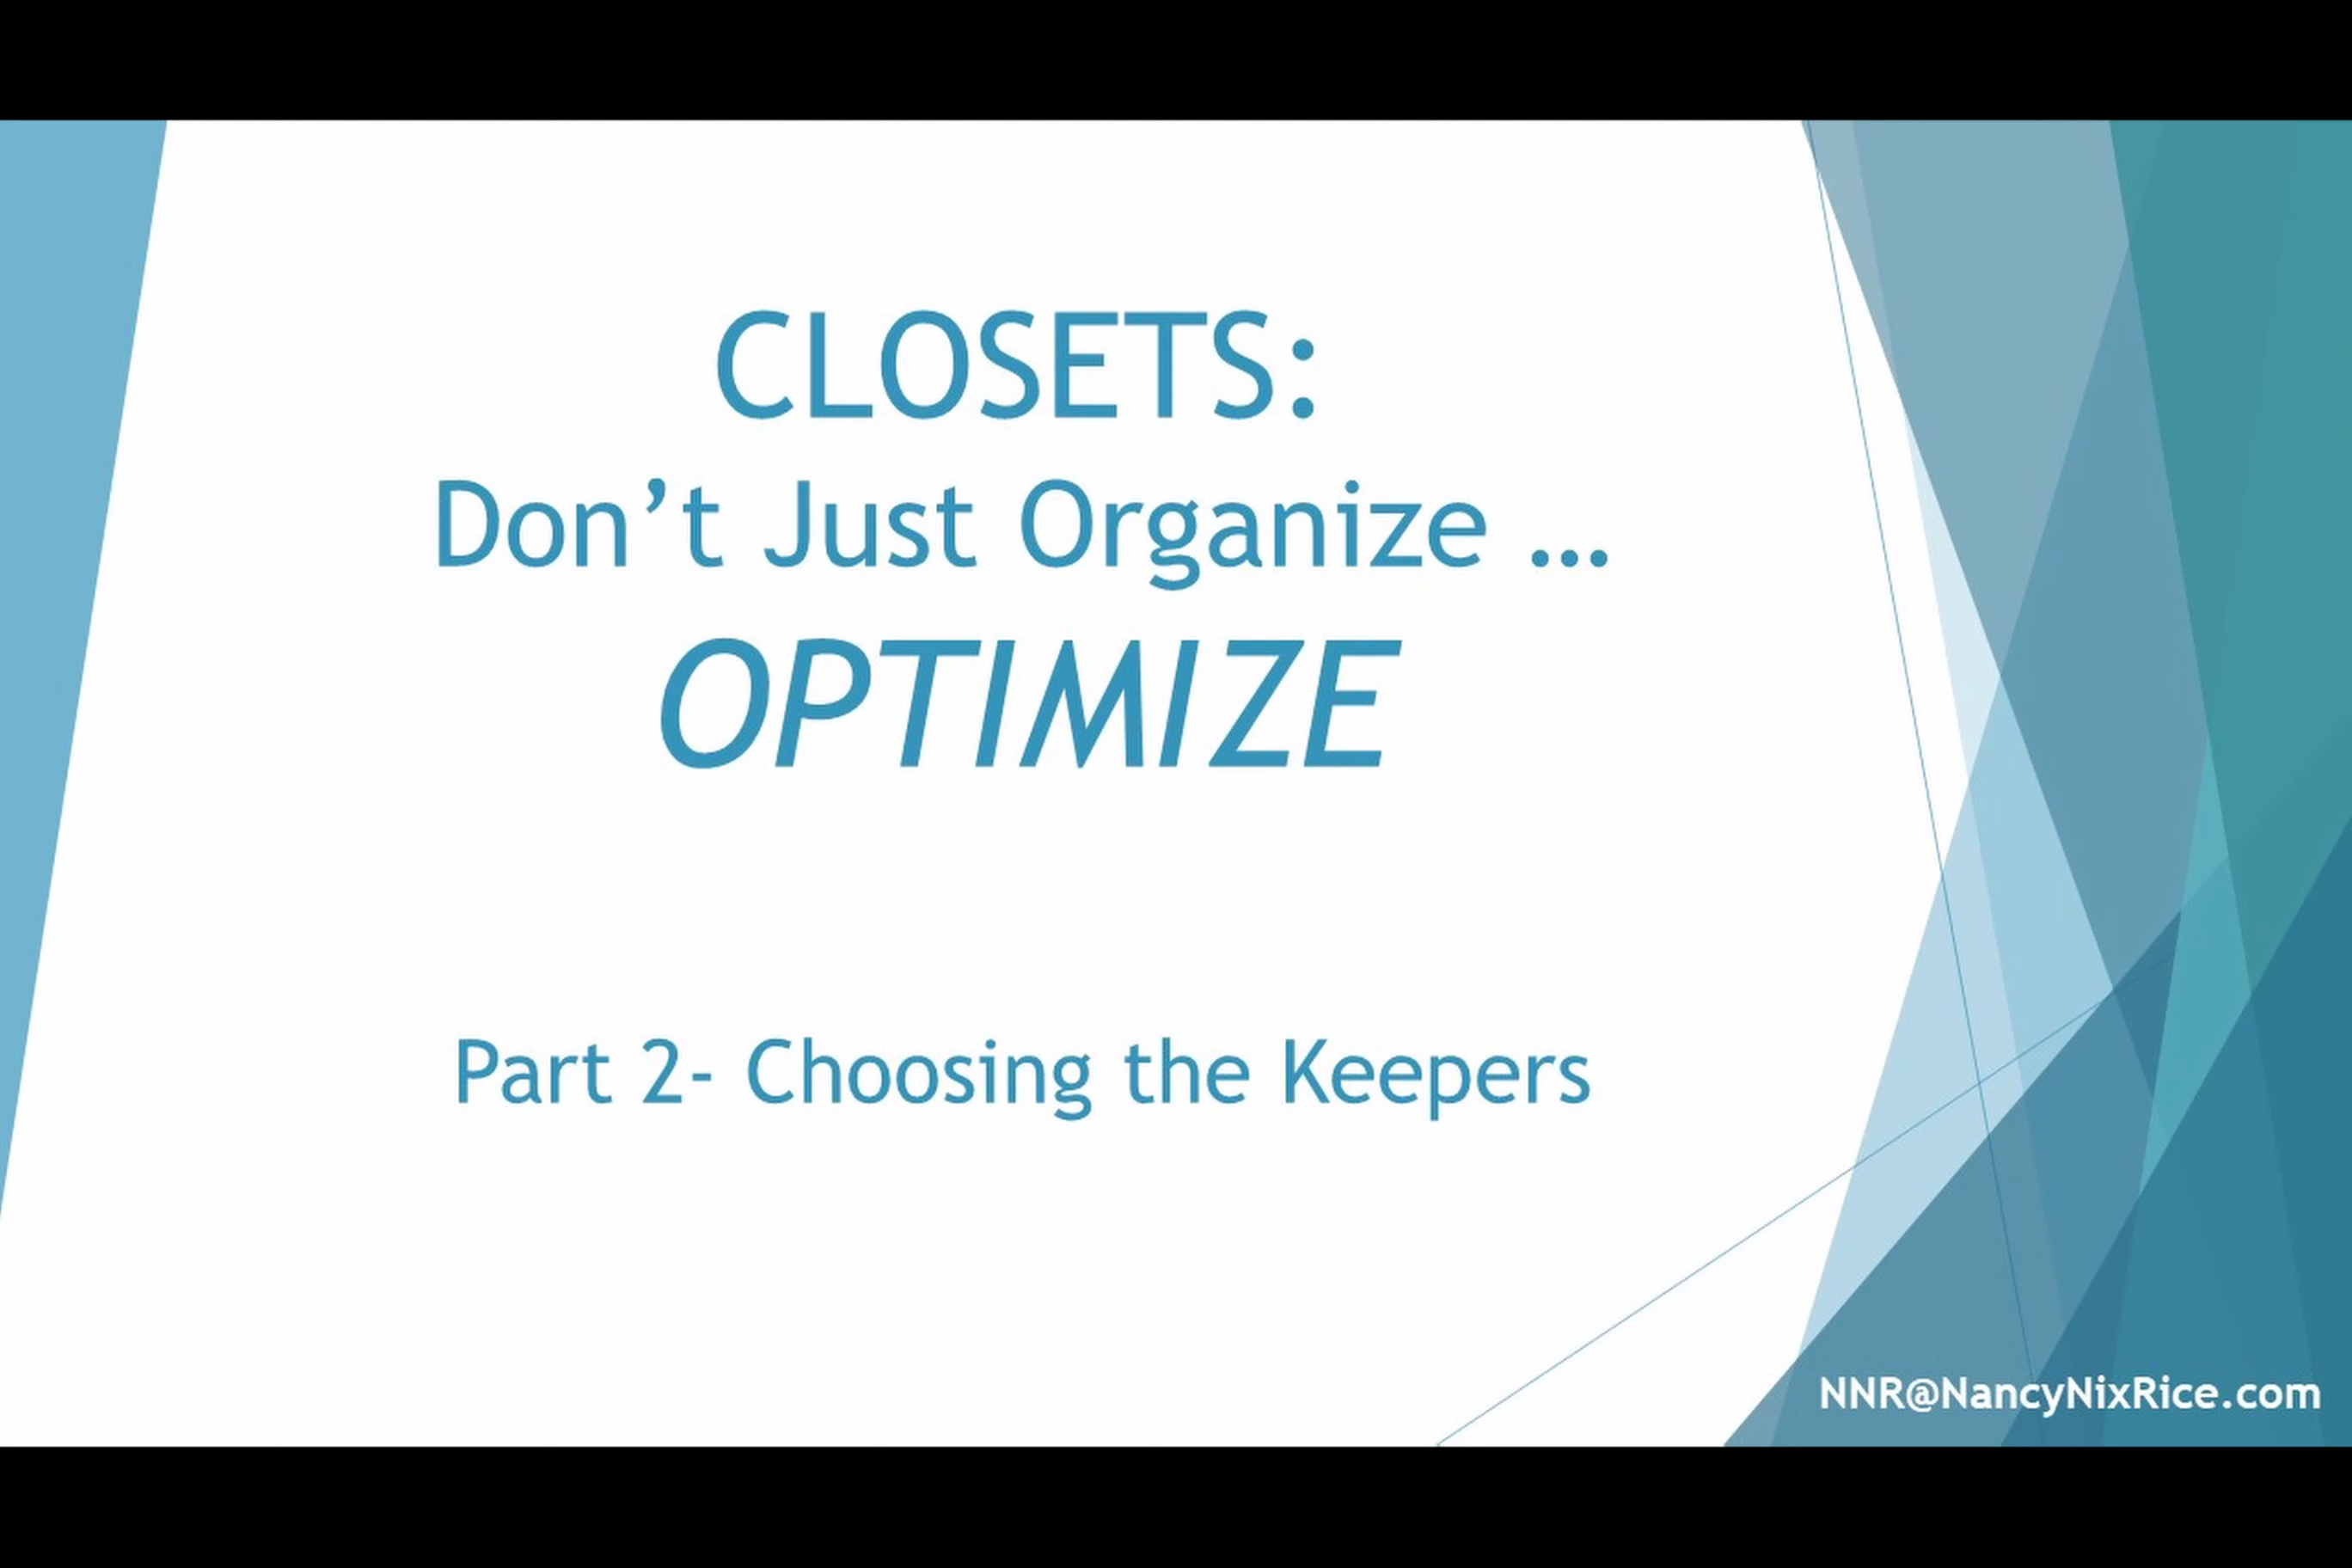 CLOSETS:
Don’t Just Organize ...
OPTIMIZE
Part 2- Choosing the Keepers
NNR@NancyNixRice.com